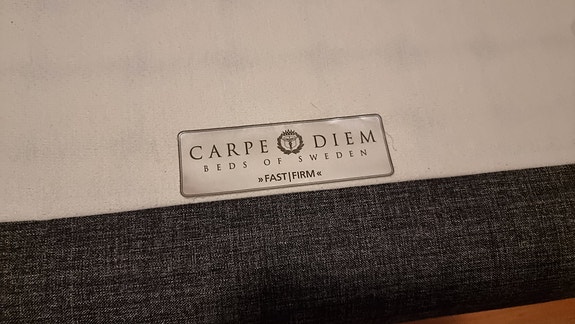 CARPE DIEM
BEDS OF SWEDEN
»FAST|FIRM«